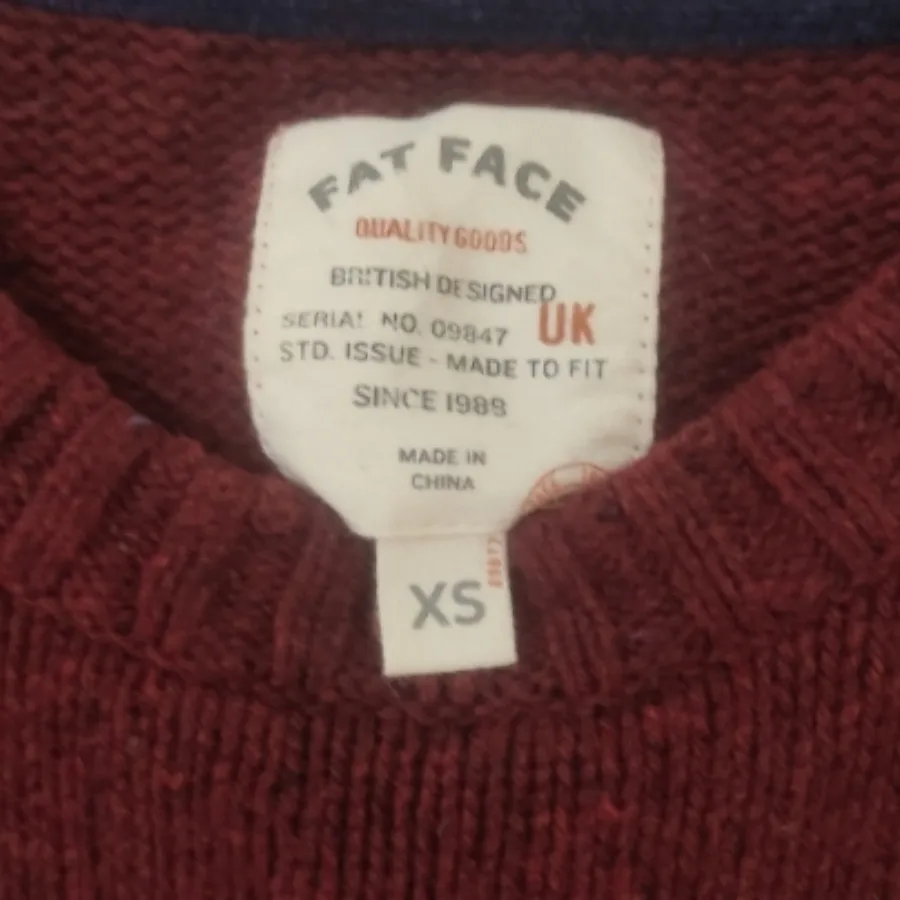 FAT FACE
QUALITY GOODS
BRITISH DESIGNED
UK
SERIAL NO. 09847
STD. ISSUE - MADE TO FIT
SINCE 1988
MADE IN
CHINA
XS